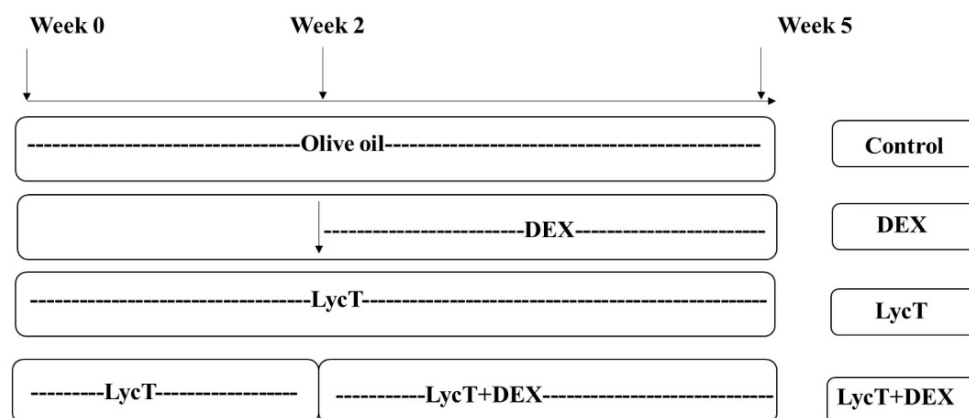 Week 0 Week 2 Week 5
Olive oil Control
DEX DEX
LycT LycT
LycT LycT+DEX LycT+DEX